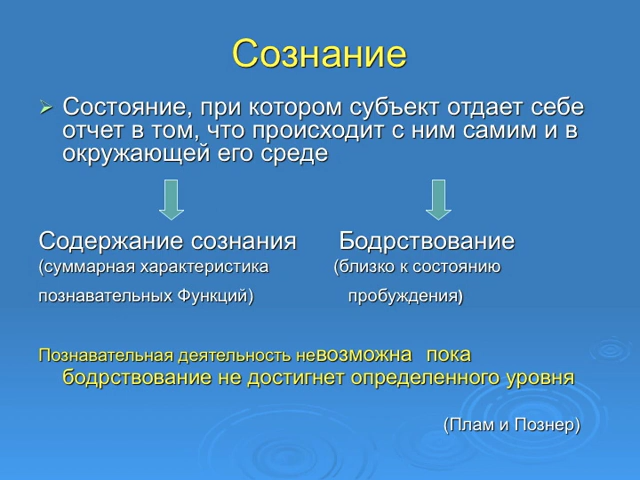 Сознание
Состояние, при котором субъект отдает себе
отчет в том, что происходит с ним самим и в
окружающей его среде
Содержание сознания Бодрствование
(суммарная характеристика (близко к состоянию
познавательных Функций) пробуждения)
Познавательная деятельность невозможна пока
бодрствование не достигнет определенного уровня
(Плам и Познер)